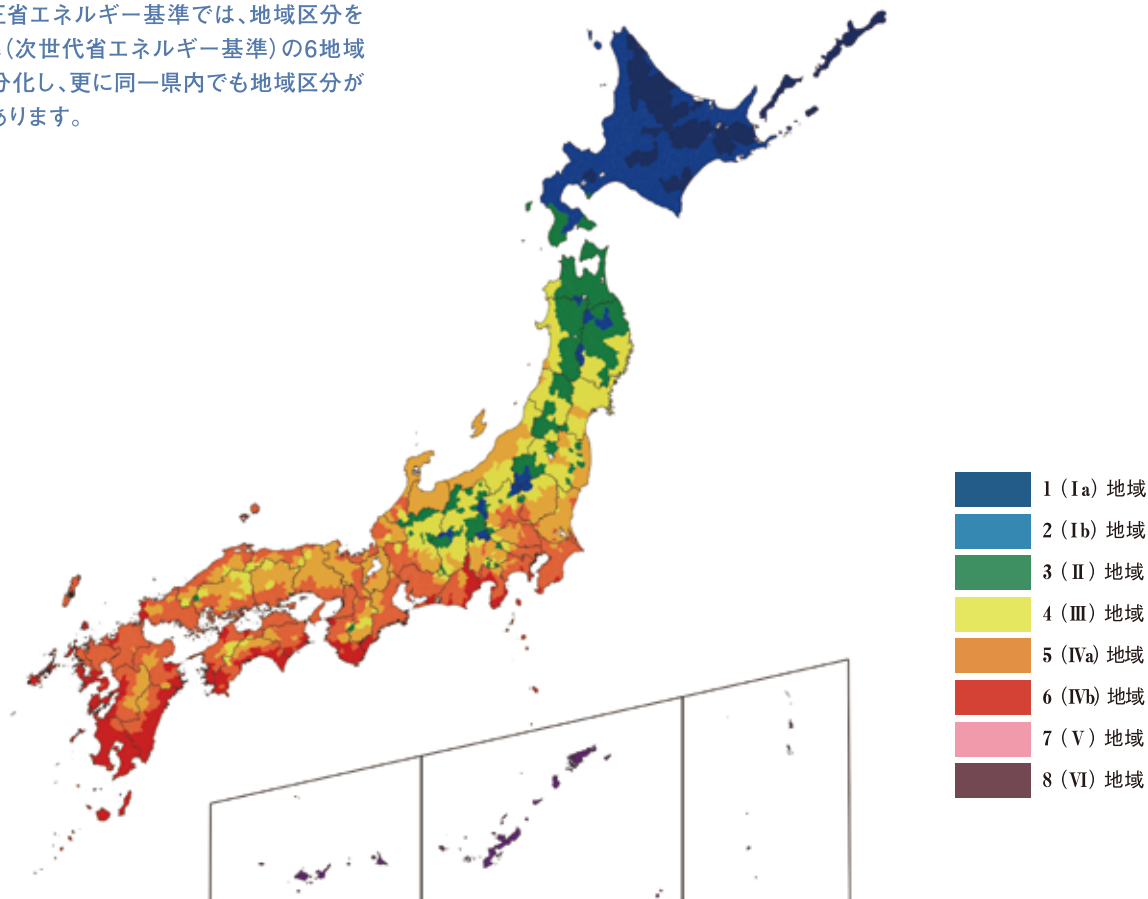 省エネルギー基準では、地域区分を
（次世代省エネルギー基準）の6地域
分化し、更に同一県内でも地域区分が
あります。
1（Ⅰa）地域
2（Ⅰb）地域
3（Ⅱ）地域
4（Ⅲ）地域
5（Ⅳa）地域
6（Ⅳb）地域
7（Ⅴ）地域
8（Ⅵ）地域